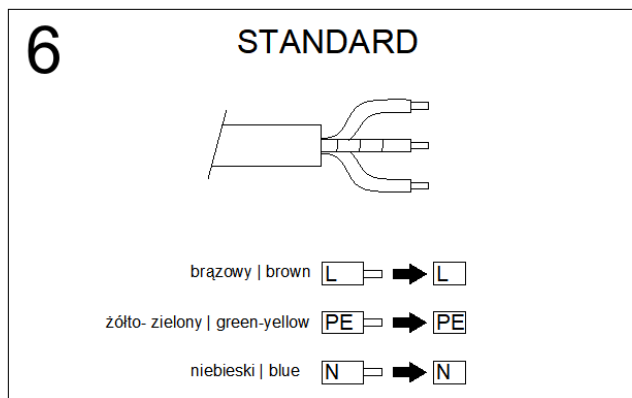 6
STANDARD
brązowy | brown L L
żółto- zielony | green-yellow PE PE
niebieski | blue N N